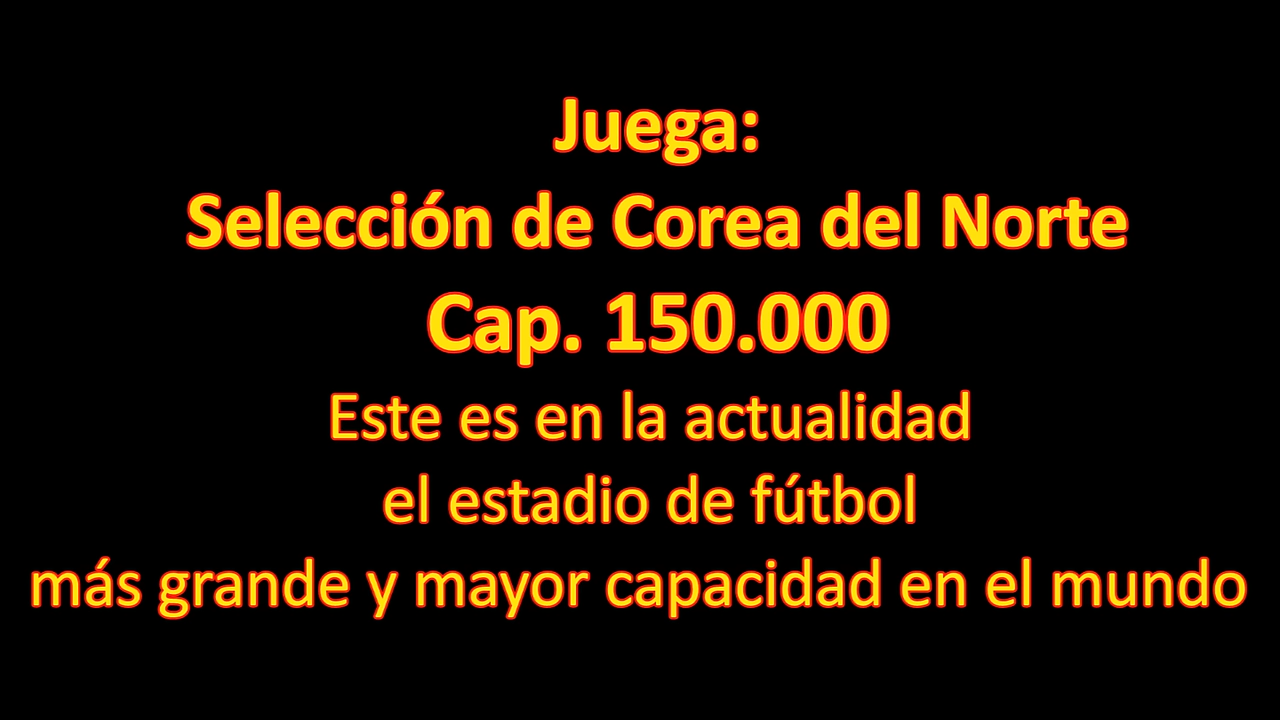 Juega:
Selección de Corea del Norte
Cap. 150.000
Este es en la actualidad
el estadio de fútbol
más grande y mayor capacidad en el mundo